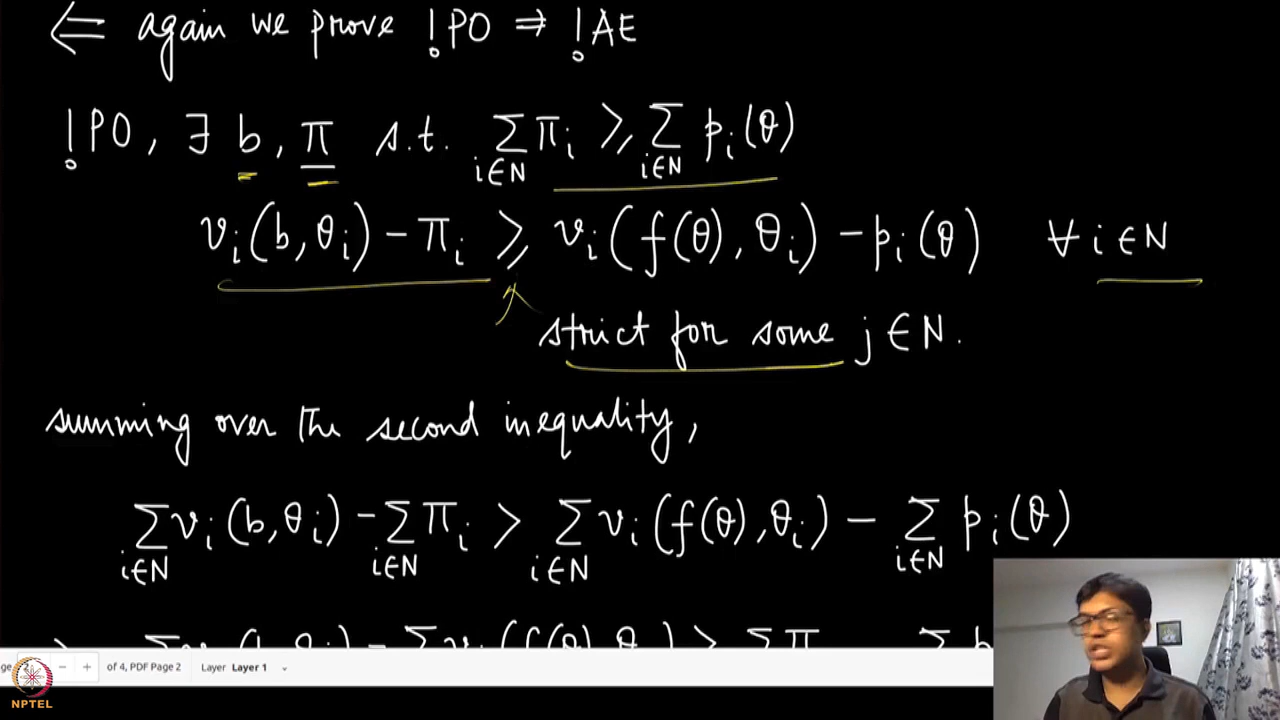 ⇐ again we prove !PO ⇒ !AE
!PO, ∃ b, π s.t. ∑_{i∈N} π_i ≥ ∑_{i∈N} p_i(θ)
v_i(b, θ_i) − π_i ≥ v_i(f(θ), θ_i) − p_i(θ) ∀ i∈N
strict for some j∈N.
summing over the second inequality,
∑_{i∈N} v_i(b, θ_i) − ∑_{i∈N} π_i > ∑_{i∈N} v_i(f(θ), θ_i) − ∑_{i∈N} p_i(θ)
of 4, PDF Page 2 Layer Layer 1
NPTEL